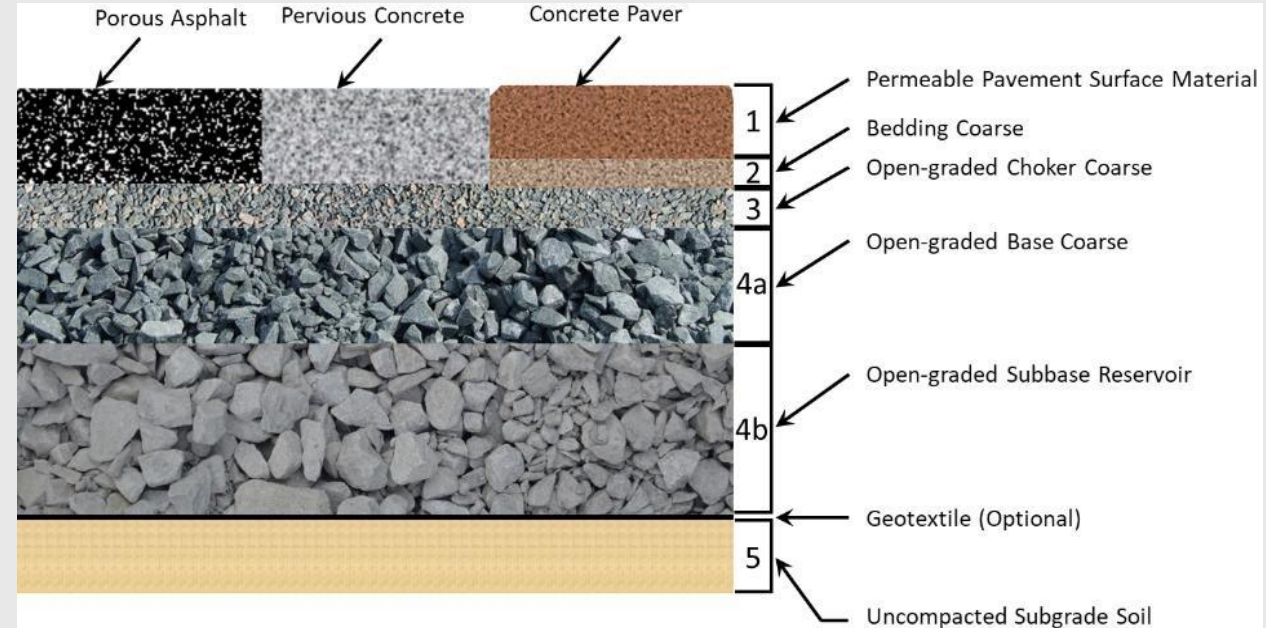 Porous Asphalt
Pervious Concrete
Concrete Paver
1
Permeable Pavement Surface Material
2
Bedding Coarse
3
Open-graded Choker Coarse
4a
Open-graded Base Coarse
4b
Open-graded Subbase Reservoir
Geotextile (Optional)
5
Uncompacted Subgrade Soil